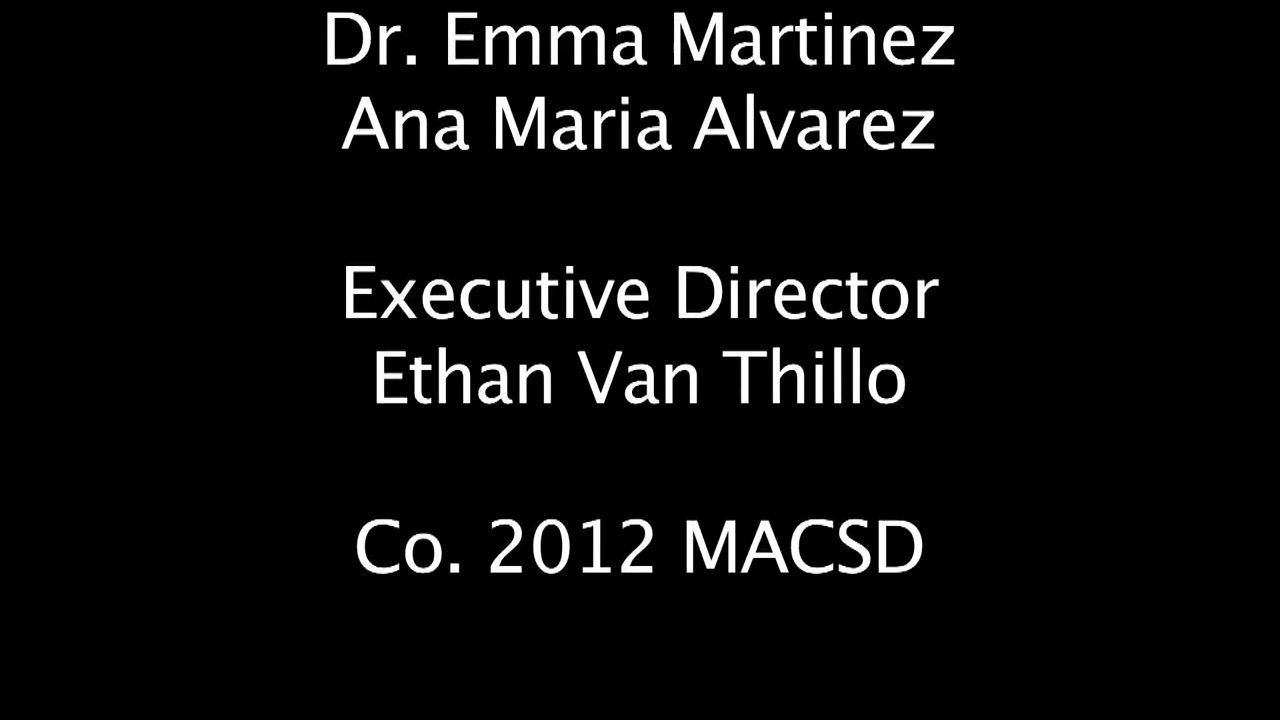 Dr. Emma Martinez
Ana Maria Alvarez
Executive Director
Ethan Van Thillo
Co. 2012 MACSD